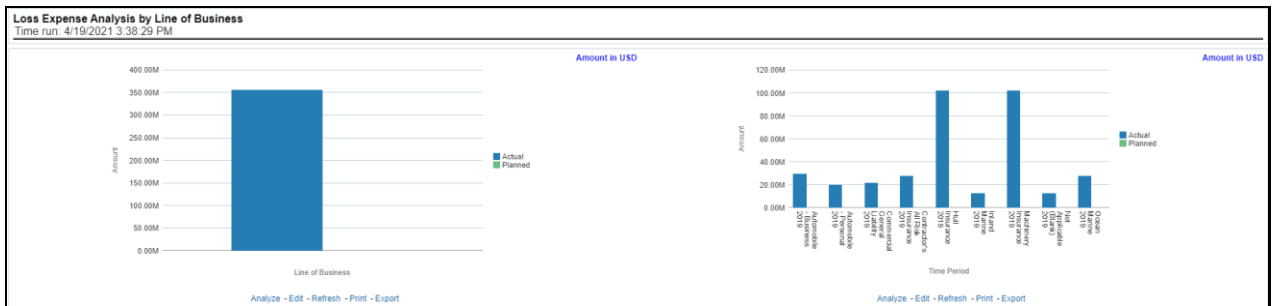 Loss Expense Analysis by Line of Business
Time run: 4/19/2021 3:38:29 PM
Amount in USD
400.00M
350.00M
300.00M
250.00M
200.00M
150.00M
100.00M
50.00M
0.00M
Amount
Actual
Planned
Line of Business
Analyze - Edit - Refresh - Print - Export
Amount in USD
120.00M
100.00M
80.00M
60.00M
40.00M
20.00M
0.00M
Amount
Actual
Planned
Automobile
- Business
2019
Automobile
- Personal
2019
Commercial
General
Liability
2019
Contractor's
All Risk
Insurance
2019
Hull
Insurance
2019
Inland
Marine
2019
Machinery
Insurance
2019
Not
Applicable
(Bank)
2019
Ocean
Marine
2019
Time Period
Analyze - Edit - Refresh - Print - Export